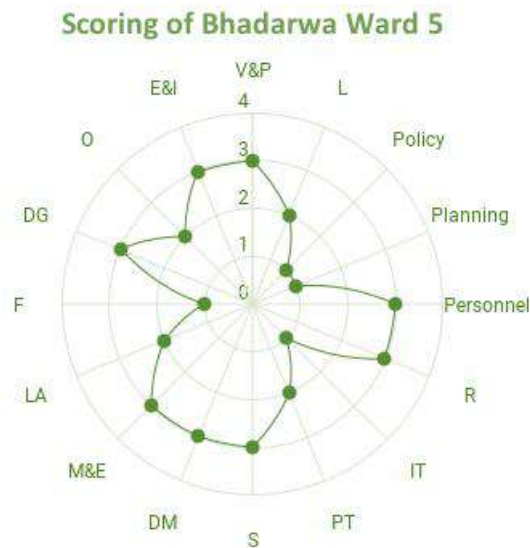 Scoring of Bhadarwa Ward 5
V&P
E&I
L
4
O
Policy
3
DG
2
Planning
1
F
0
Personnel
LA
R
M&E
IT
DM
PT
S